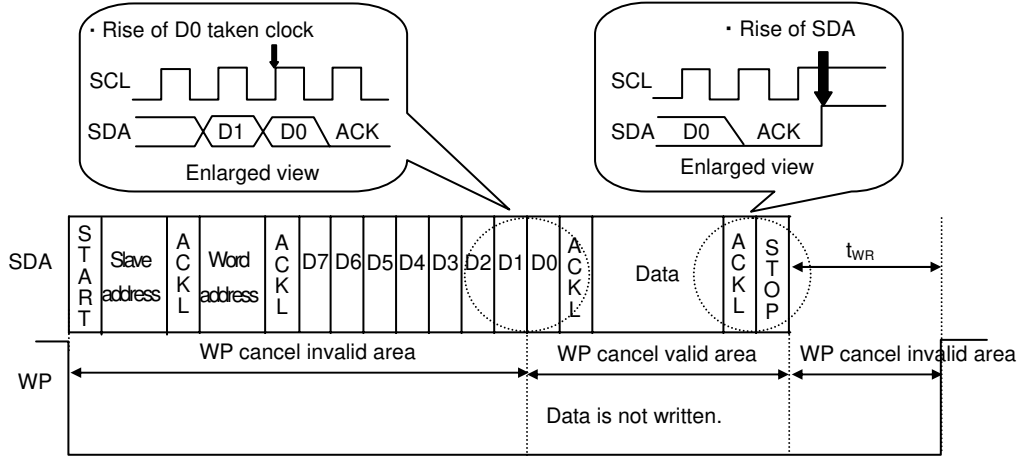 ・Rise of D0 taken clock
SCL
SDA D1 D0 ACK
Enlarged view
・Rise of SDA
SCL
SDA D0 ACK
Enlarged view
SDA START Slave address ACKL Word address ACKL D7 D6 D5 D4 D3 D2 D1 D0 ACKL Data ACKL STOP tWR
WP cancel invalid area WP cancel valid area WP cancel invalid area
WP
Data is not written.